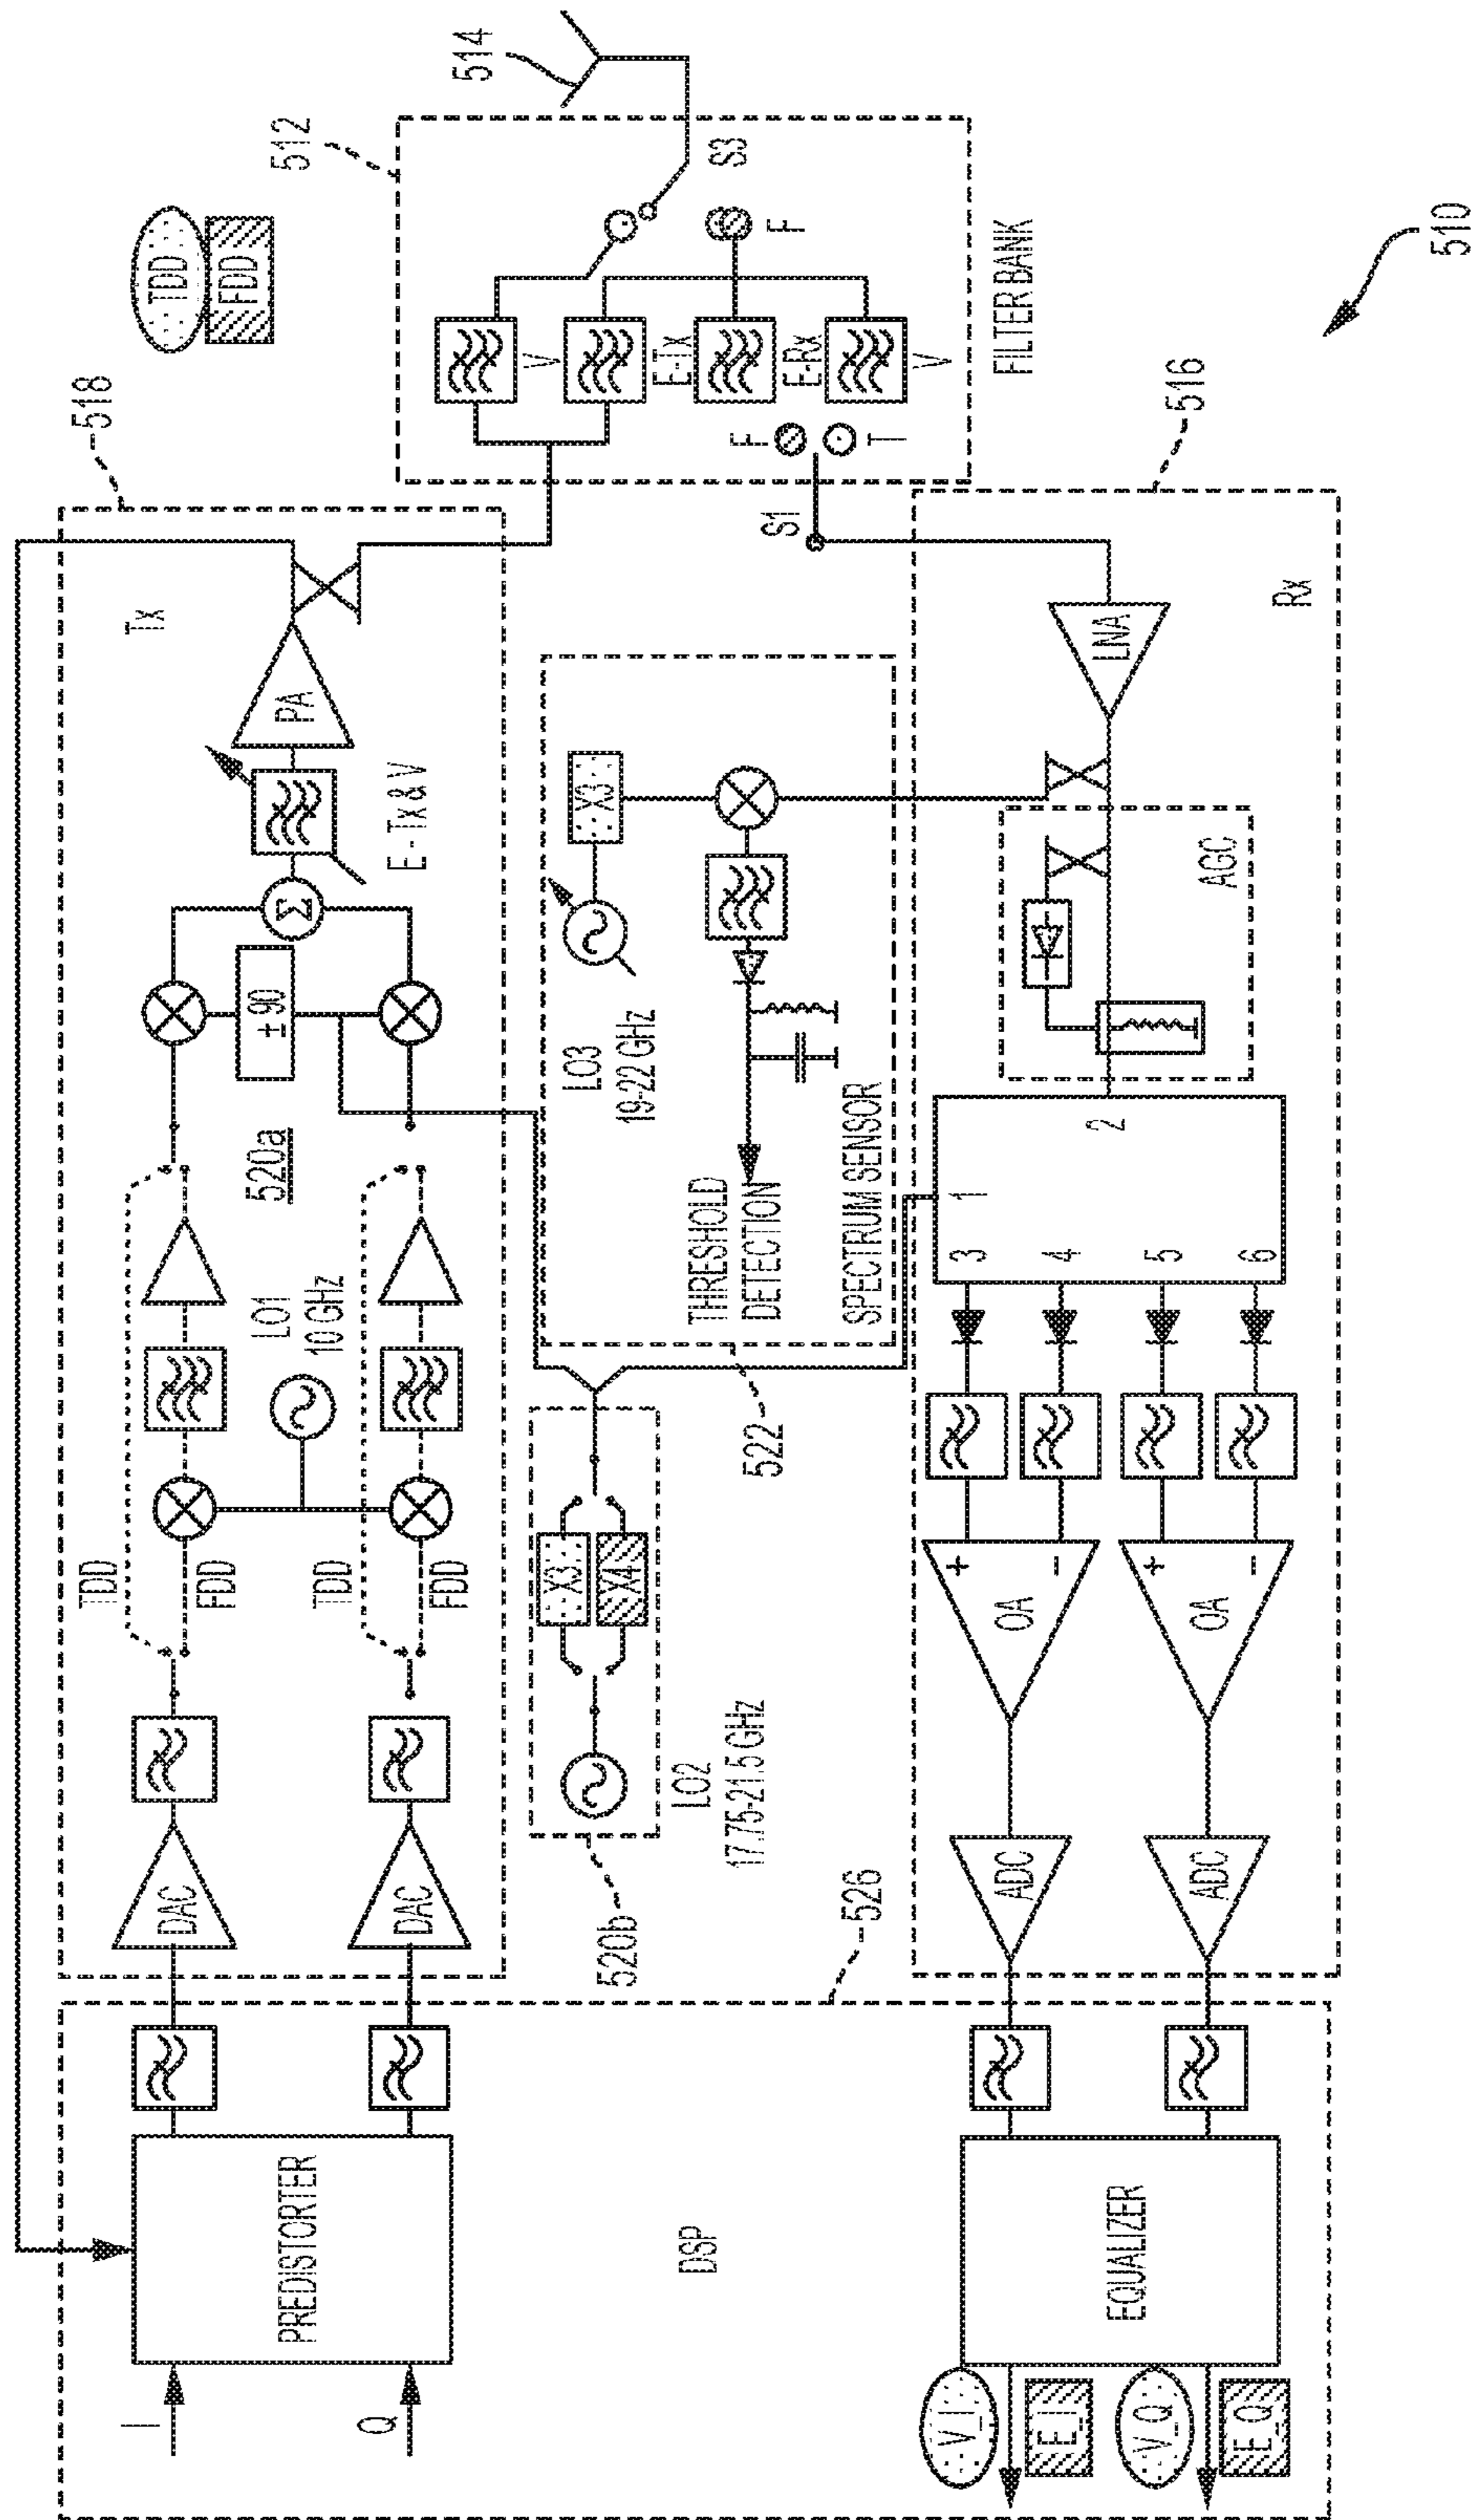 I
Q
PREDISTORTER
DSP
EQUALIZER
V_I
E_I
V_Q
E_Q
526
DAC
DAC
TDD
FDD
TDD
FDD
LO1
10 GHz
520a
± 90
Σ
E - Tx & V
PA
Tx
518
520b
LO2
17.75-21.5 GHz
X3
X4
522
THRESHOLD
DETECTION
SPECTRUM SENSOR
LO3
19-22 GHz
X3
ADC
ADC
OA
+
−
OA
+
−
3
4
5
6
1
2
AGC
LNA
Rx
516
S1
F
T
V
E-Tx
E-Rx
V
F
S3
FILTER BANK
512
514
TDD
FDD
510